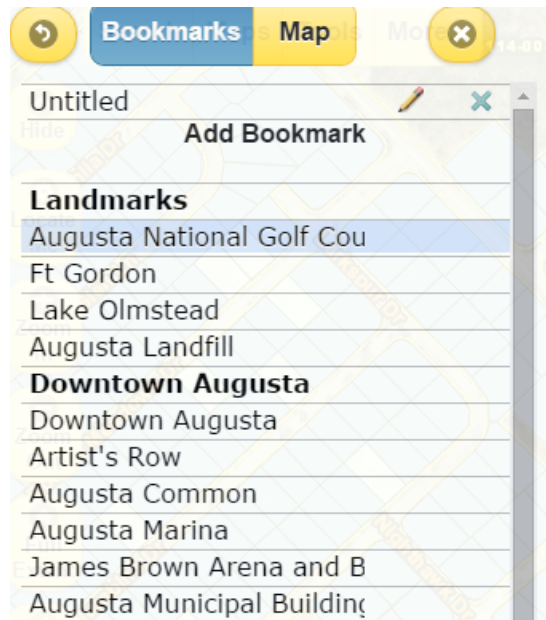 Bookmarks Map
Untitled
Add Bookmark
Landmarks
Augusta National Golf Cou
Ft Gordon
Lake Olmstead
Augusta Landfill
Downtown Augusta
Downtown Augusta
Artist's Row
Augusta Common
Augusta Marina
James Brown Arena and B
Augusta Municipal Building